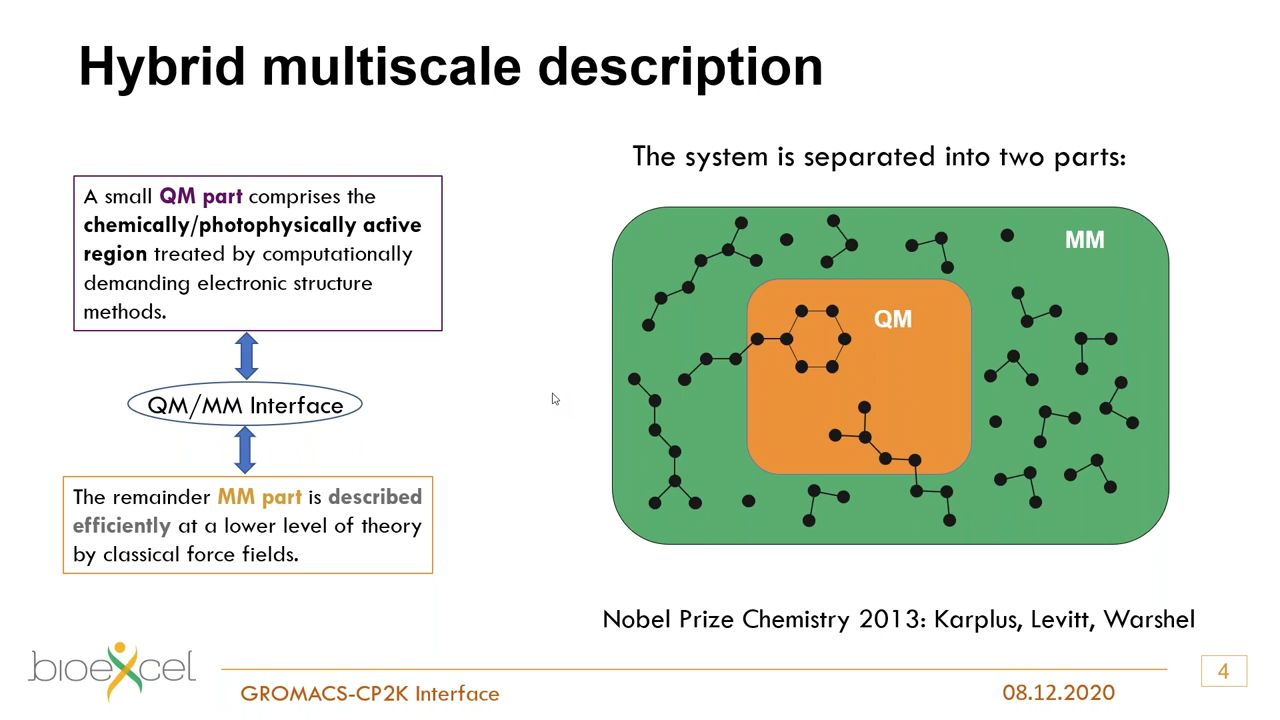 Hybrid multiscale description
A small QM part comprises the
chemically/photophysically active
region treated by computationally
demanding electronic structure
methods.
QM/MM Interface
The remainder MM part is described
efficiently at a lower level of theory
by classical force fields.
The system is separated into two parts:
MM
QM
Nobel Prize Chemistry 2013: Karplus, Levitt, Warshel
bioexcel
GROMACS-CP2K Interface
08.12.2020
4